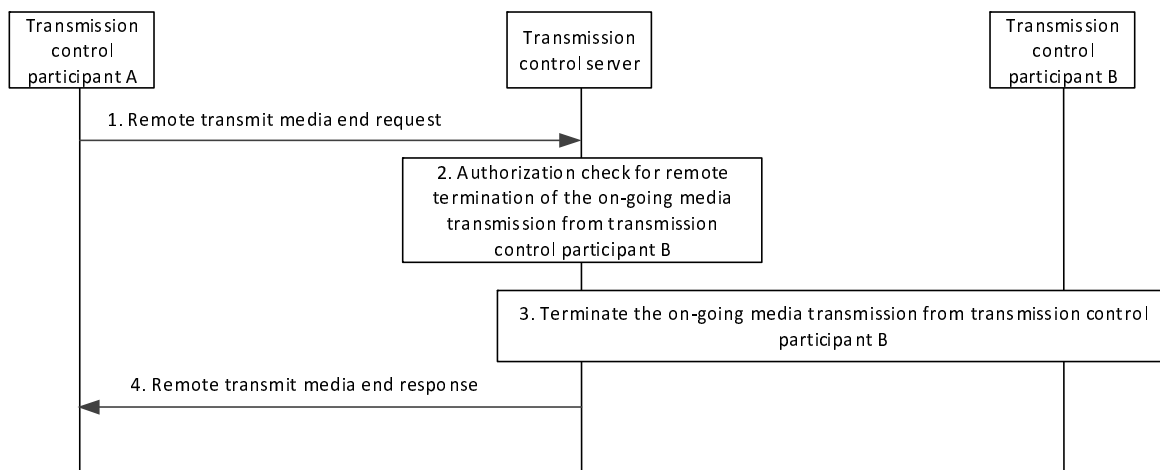 Transmission
control
participant A
Transmission
control server
Transmission
control
participant B
1. Remote transmit media end request
2. Authorization check for remote
termination of the on-going media
transmission from transmission
control participant B
3. Terminate the on-going media transmission from transmission control
participant B
4. Remote transmit media end response